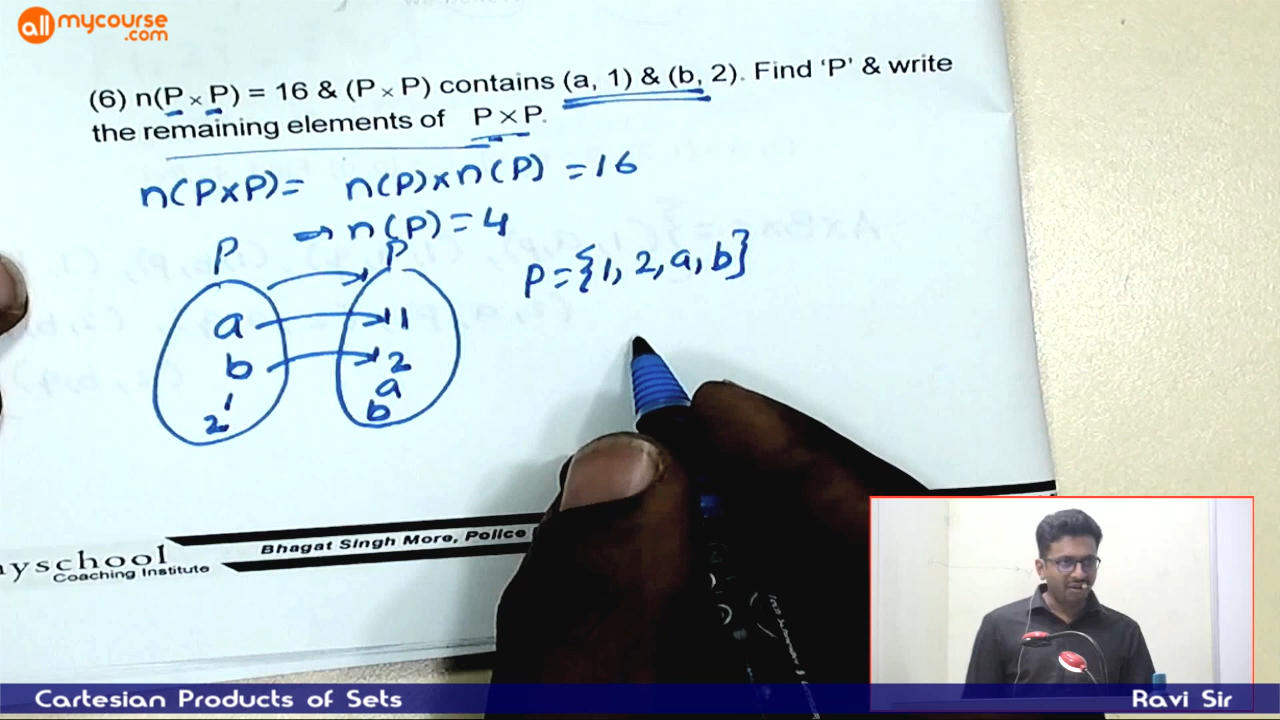 allmycourse
.com
(6) n(P × P) = 16 & (P × P) contains (a, 1) & (b, 2). Find 'P' & write
the remaining elements of P × P.
n(P×P)= n(P)×n(P) = 16
→ n(P) = 4
P P
P={1, 2, a, b}
a 1
b 2
1 a
2 b
yschool
Coaching Institute
Bhagat Singh More, Police
Cartesian Products of Sets
Ravi Sir